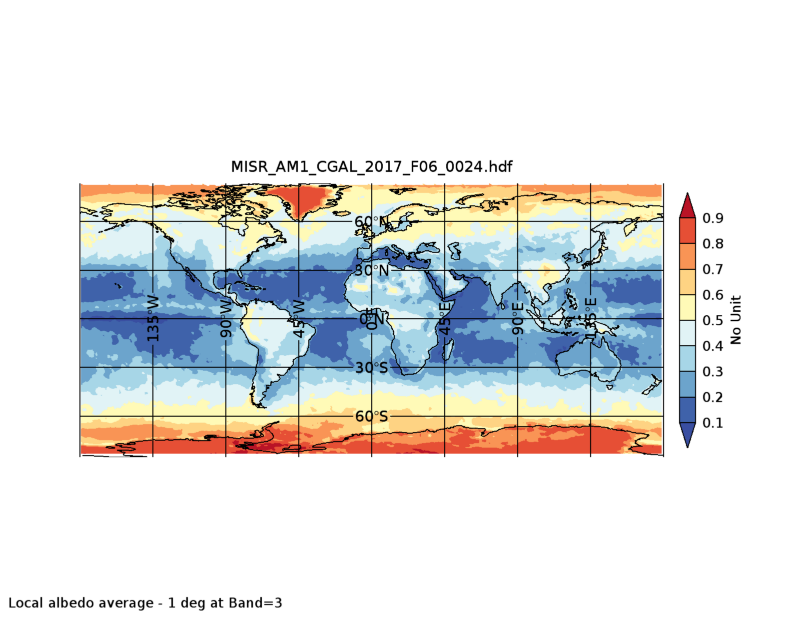 MISR_AM1_CGAL_2017_F06_0024.hdf
60°N
30°N
0°N
30°S
60°S
135°W
90°W
45°W
0°E
45°E
90°E
135°E
0.9
0.8
0.7
0.6
0.5
0.4
0.3
0.2
0.1
No Unit
Local albedo average - 1 deg at Band=3